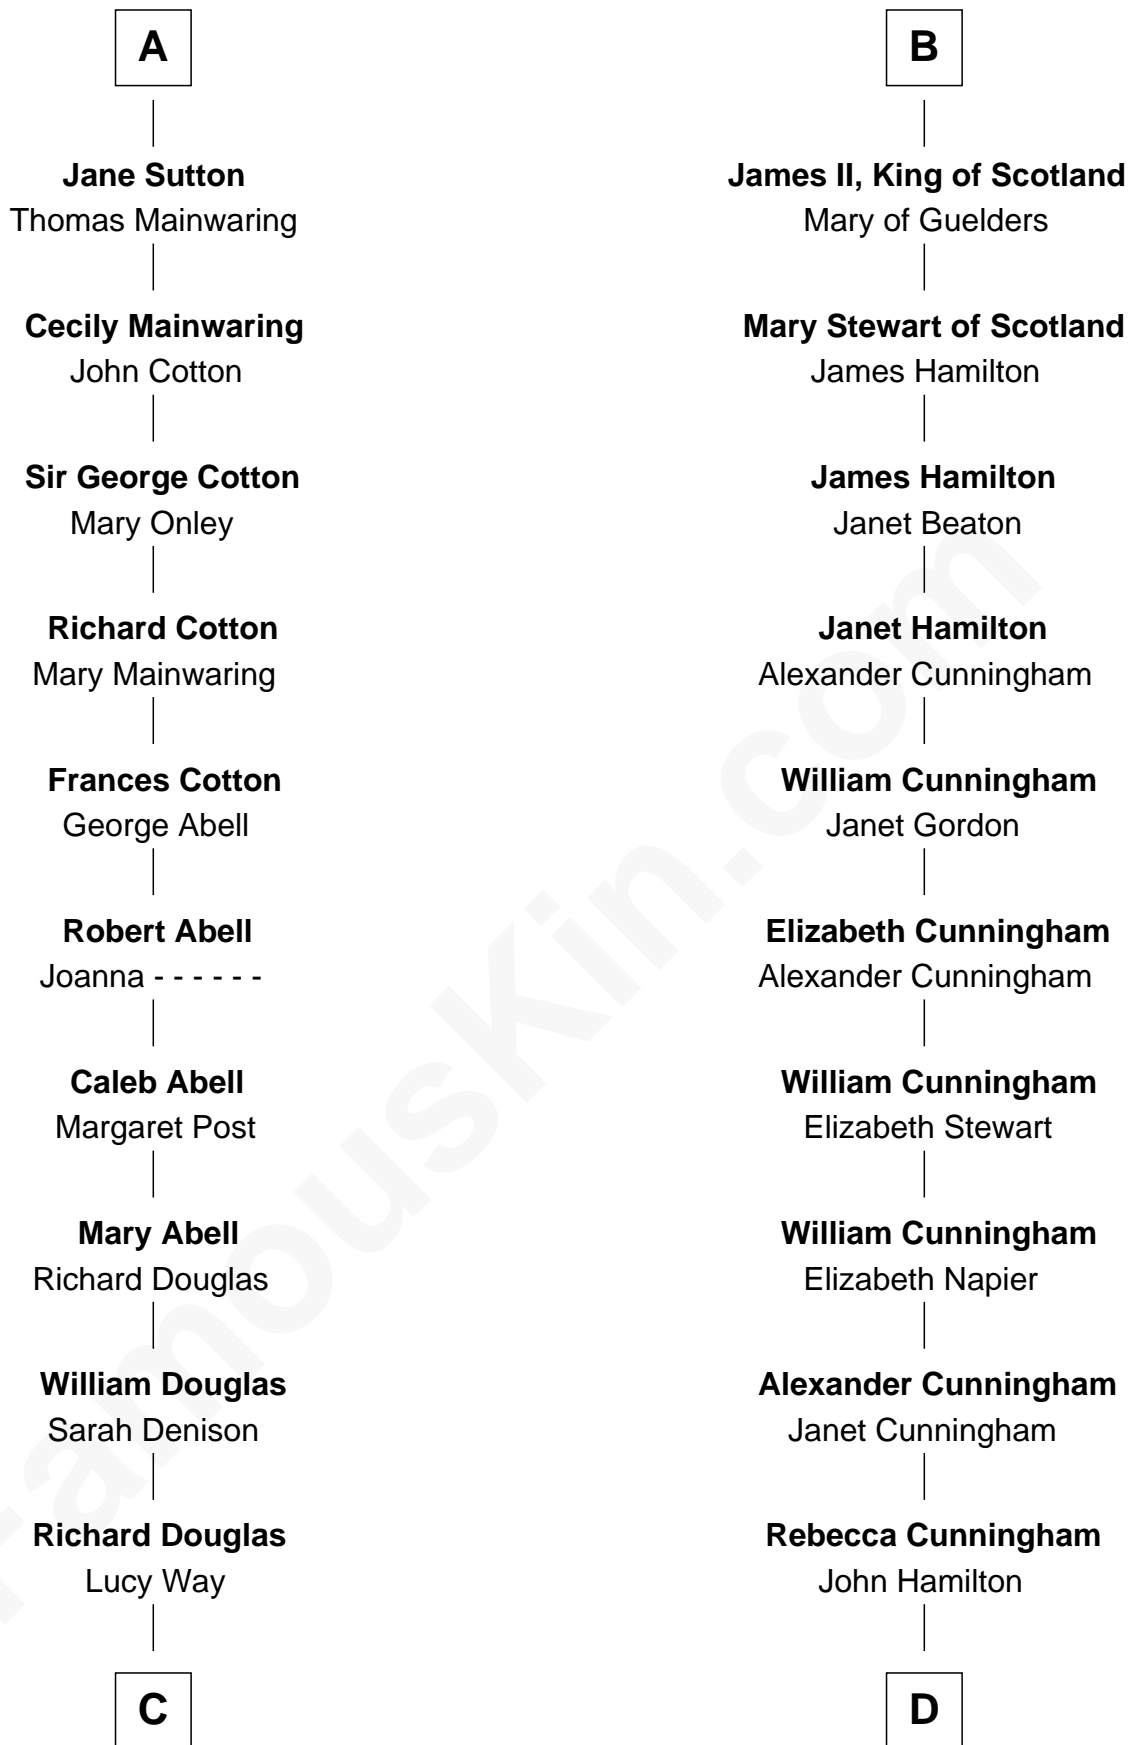 A
Jane Sutton
Thomas Mainwaring
Cecily Mainwaring
John Cotton
Sir George Cotton
Mary Onley
Richard Cotton
Mary Mainwaring
Frances Cotton
George Abell
Robert Abell
Joanna - - - - - -
Caleb Abell
Margaret Post
Mary Abell
Richard Douglas
William Douglas
Sarah Denison
Richard Douglas
Lucy Way
C
B
James II, King of Scotland
Mary of Guelders
Mary Stewart of Scotland
James Hamilton
James Hamilton
Janet Beaton
Janet Hamilton
Alexander Cunningham
William Cunningham
Janet Gordon
Elizabeth Cunningham
Alexander Cunningham
William Cunningham
Elizabeth Stewart
William Cunningham
Elizabeth Napier
Alexander Cunningham
Janet Cunningham
Rebecca Cunningham
John Hamilton
D
FamousKin.com